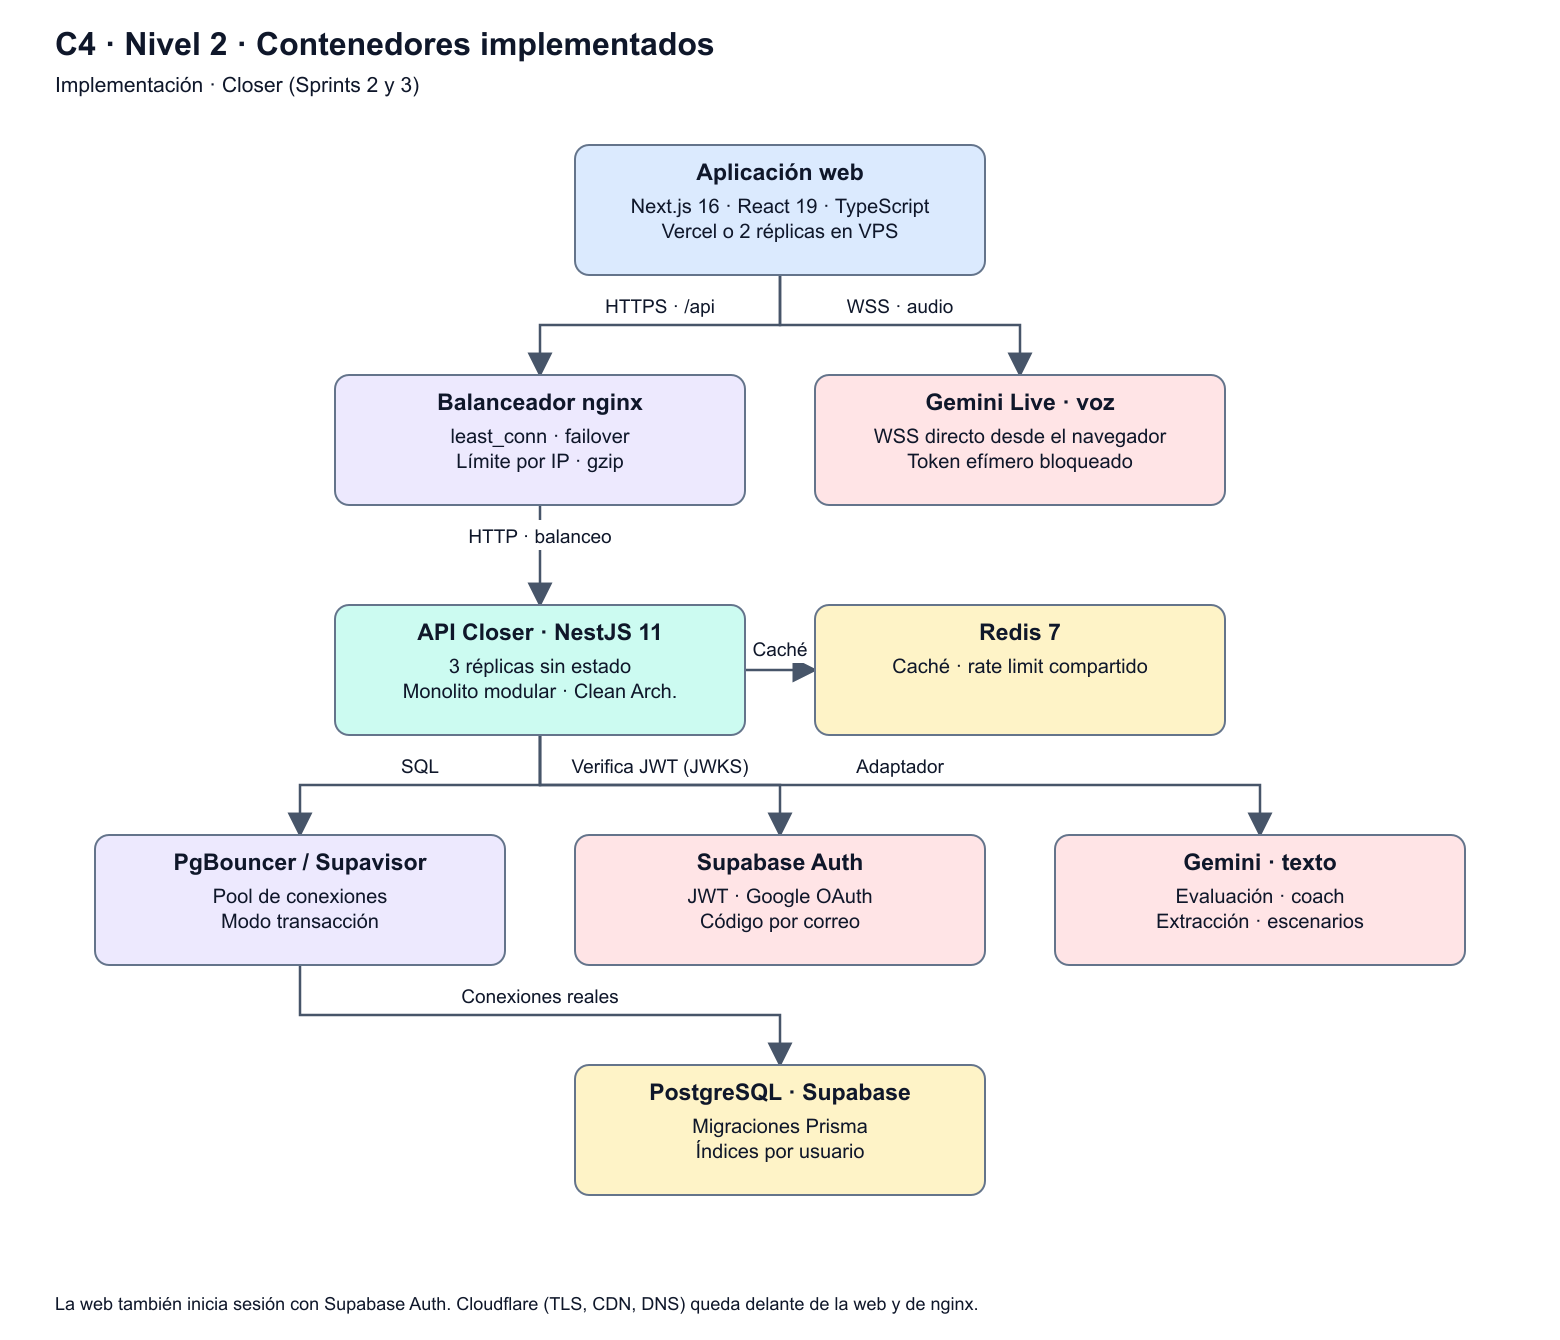 C4 · Nivel 2 · Contenedores implementados
Implementación · Closer (Sprints 2 y 3)
Aplicación web
Next.js 16 · React 19 · TypeScript
Vercel o 2 réplicas en VPS
HTTPS · /api
WSS · audio
Balanceador nginx
least_conn · failover
Límite por IP · gzip
Gemini Live · voz
WSS directo desde el navegador
Token efímero bloqueado
HTTP · balanceo
API Closer · NestJS 11
3 réplicas sin estado
Monolito modular · Clean Arch.
Caché
Redis 7
Caché · rate limit compartido
SQL
Verifica JWT (JWKS)
Adaptador
PgBouncer / Supavisor
Pool de conexiones
Modo transacción
Supabase Auth
JWT · Google OAuth
Código por correo
Gemini · texto
Evaluación · coach
Extracción · escenarios
Conexiones reales
PostgreSQL · Supabase
Migraciones Prisma
Índices por usuario
La web también inicia sesión con Supabase Auth. Cloudflare (TLS, CDN, DNS) queda delante de la web y de nginx.